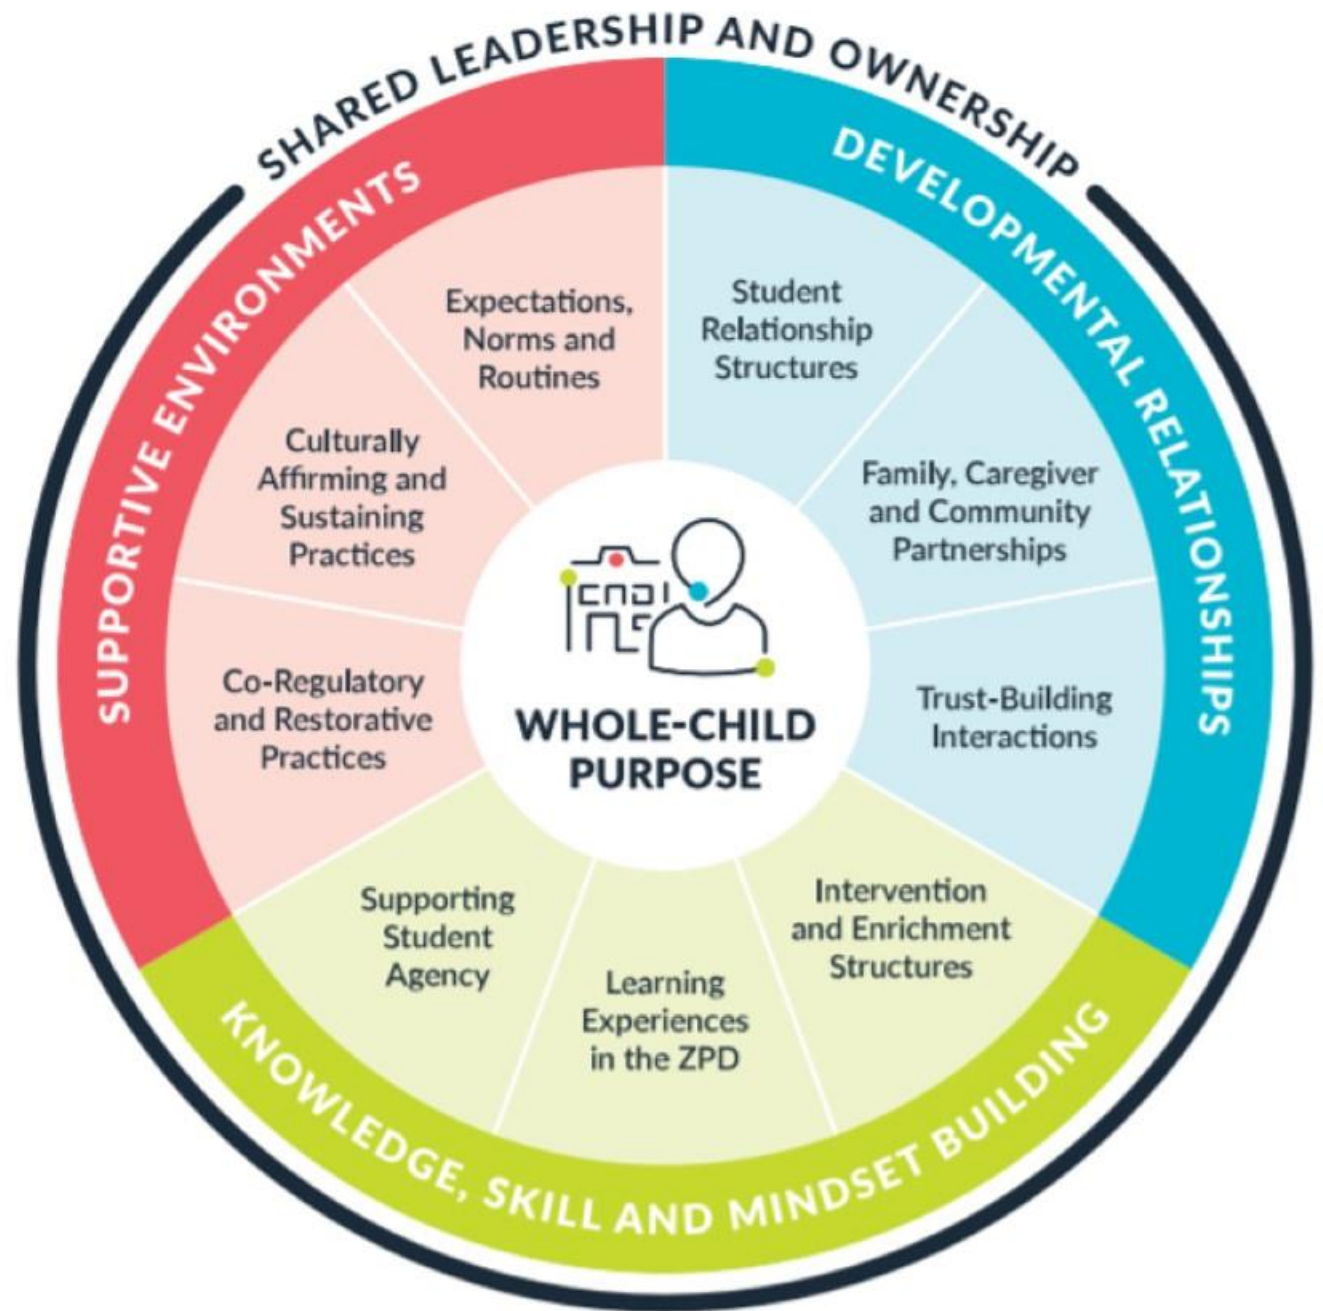 SHARED LEADERSHIP AND OWNERSHIP
SUPPORTIVE ENVIRONMENTS
Expectations,
Norms and
Routines
Culturally
Affirming and
Sustaining
Practices
Co-Regulatory
and Restorative
Practices
DEVELOPMENTAL RELATIONSHIPS
Student
Relationship
Structures
Family, Caregiver
and Community
Partnerships
Trust-Building
Interactions
WHOLE-CHILD
PURPOSE
KNOWLEDGE, SKILL AND MINDSET BUILDING
Supporting
Student
Agency
Learning
Experiences
in the ZPD
Intervention
and Enrichment
Structures